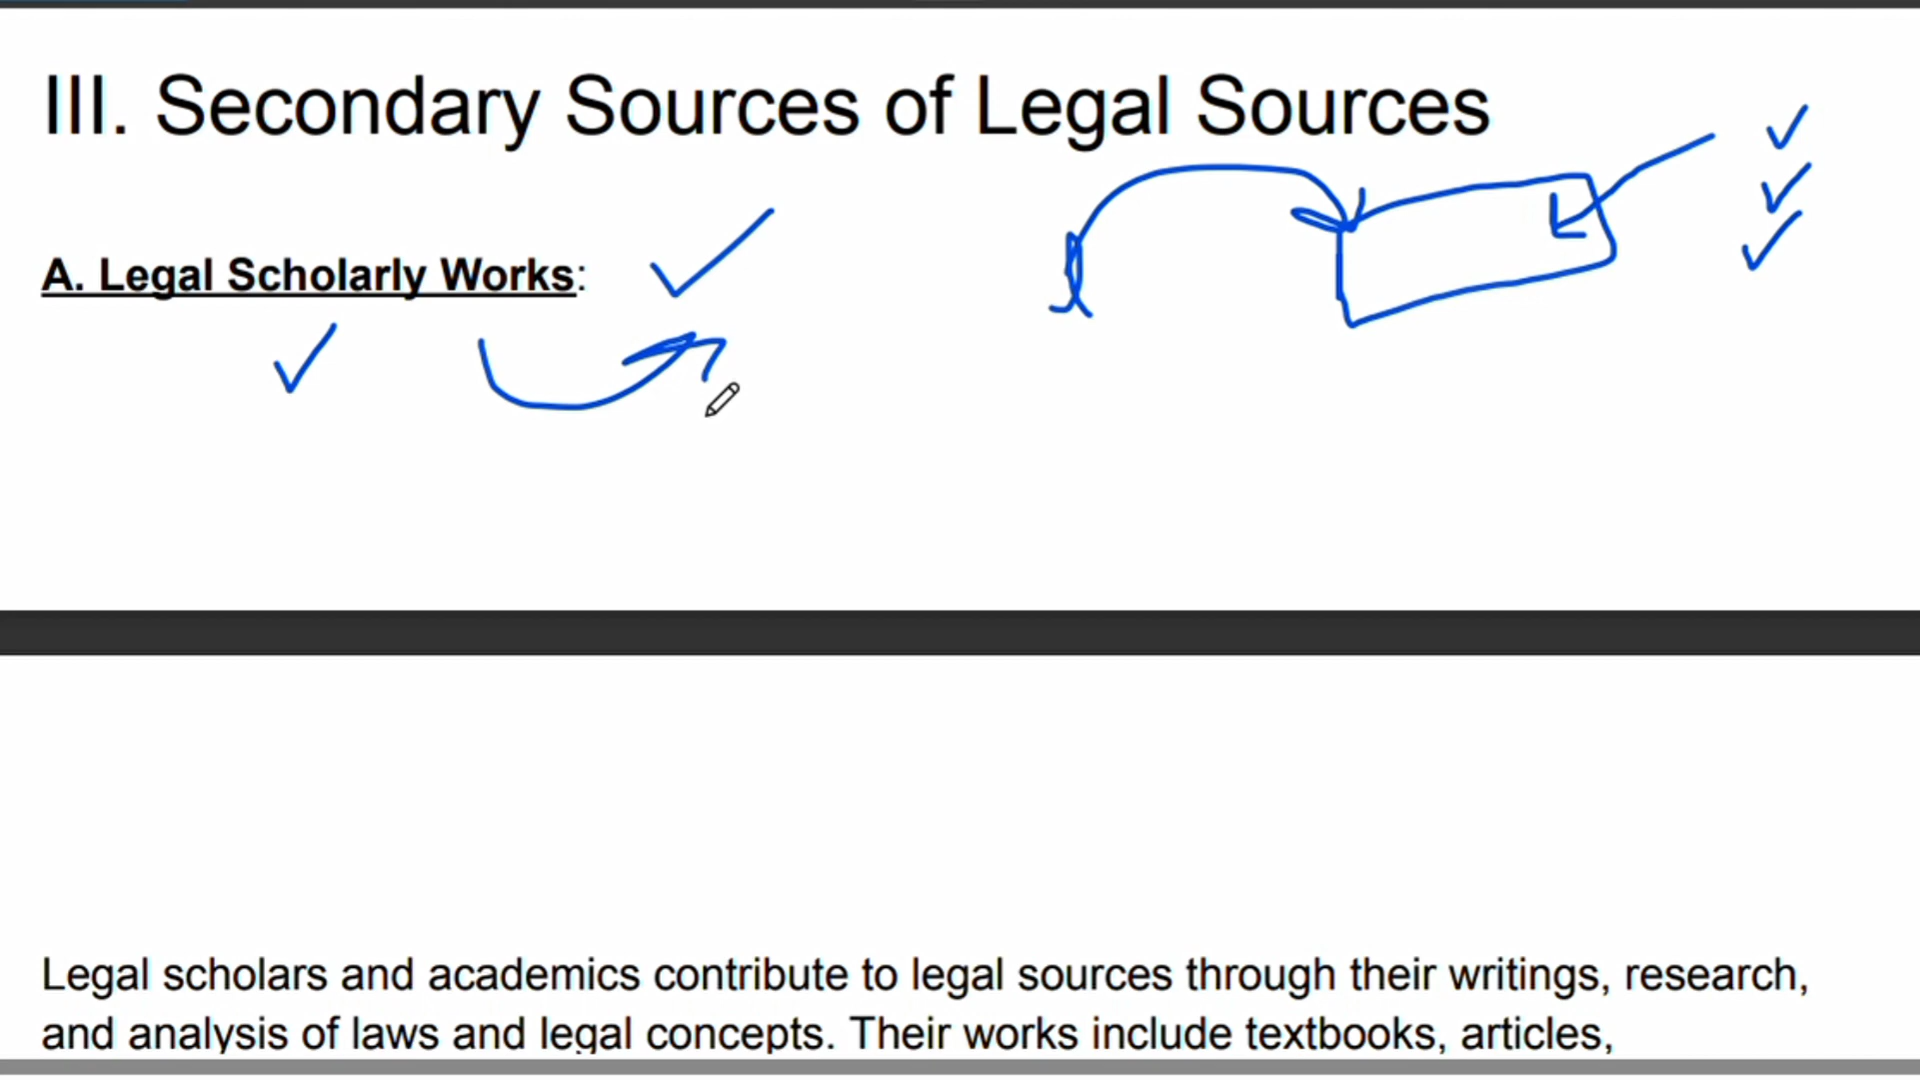 III. Secondary Sources of Legal Sources
A. Legal Scholarly Works:
Legal scholars and academics contribute to legal sources through their writings, research,
and analysis of laws and legal concepts. Their works include textbooks, articles,